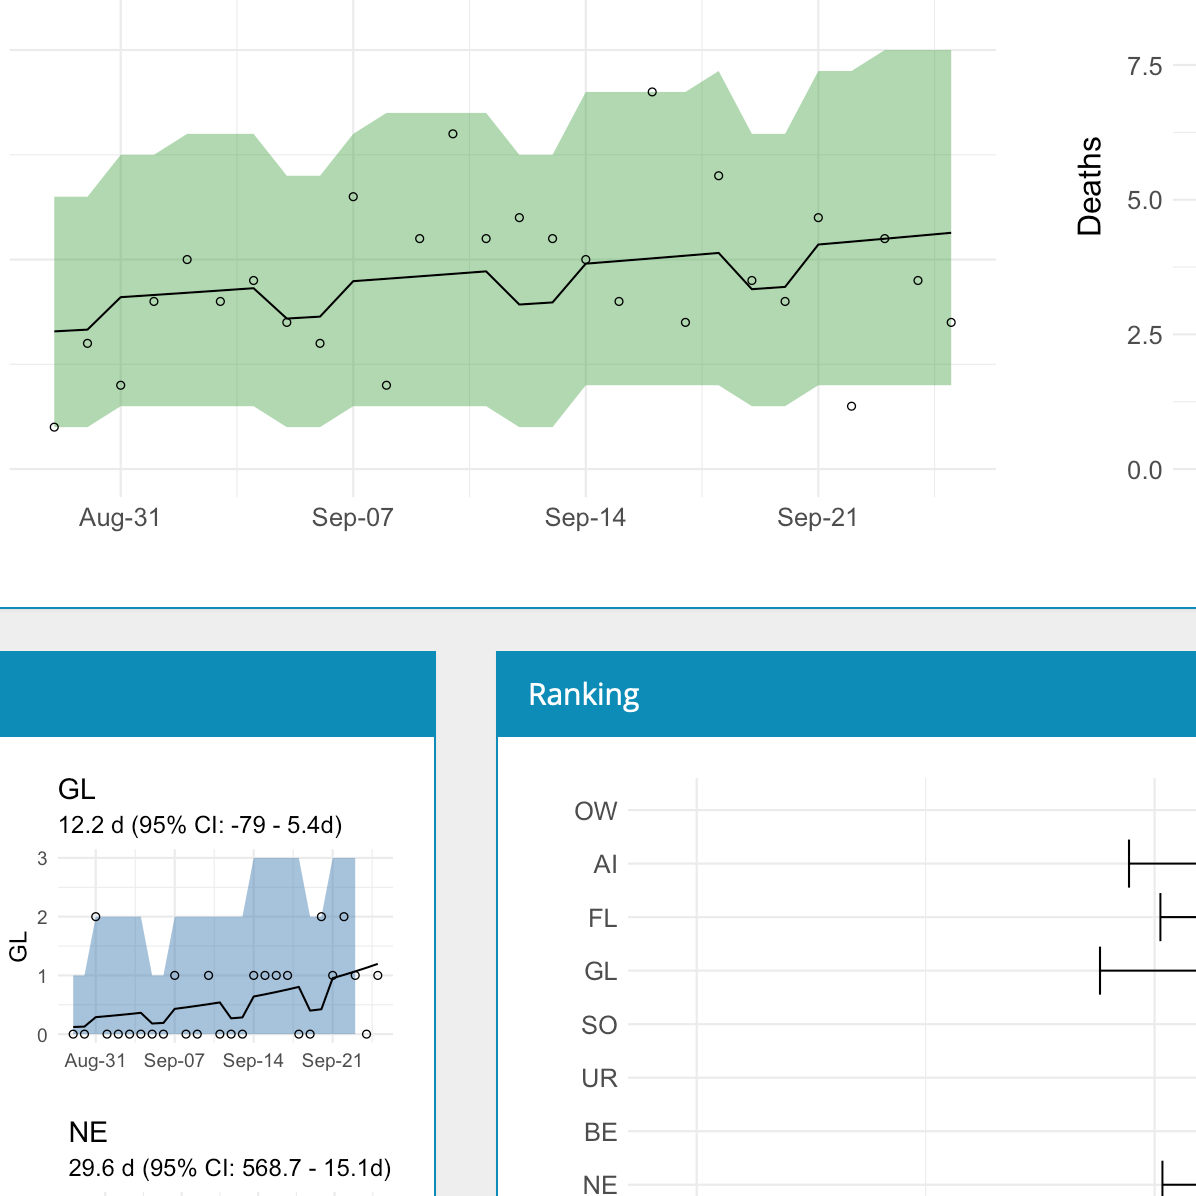 7.5
5.0
2.5
0.0
Deaths
Aug-31 Sep-07 Sep-14 Sep-21
Ranking
GL
12.2 d (95% CI: -79 - 5.4d)
3
2
1
0
GL
Aug-31 Sep-07 Sep-14 Sep-21
NE
29.6 d (95% CI: 568.7 - 15.1d)
OW
AI
FL
GL
SO
UR
BE
NE